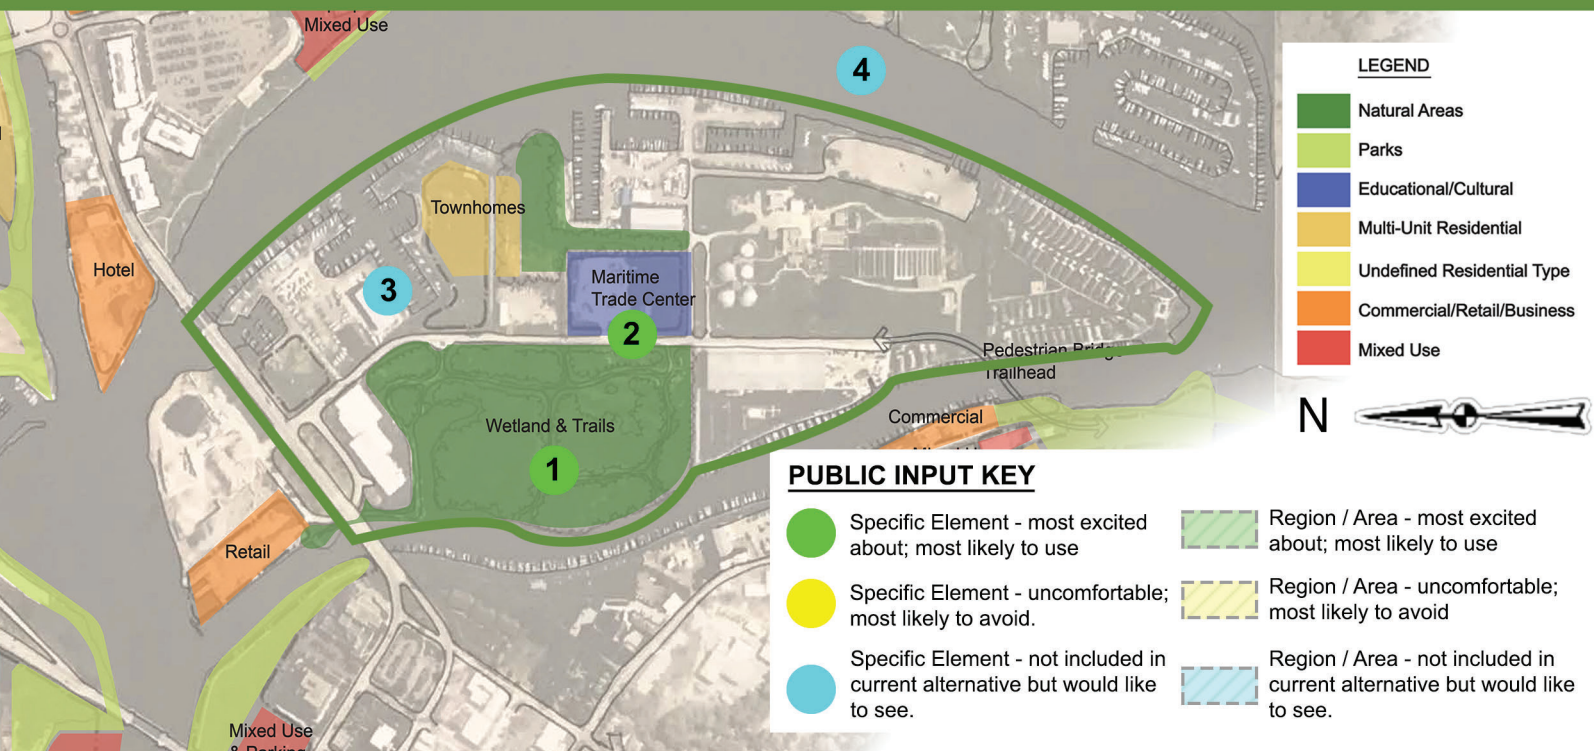 Mixed Use
4
LEGEND
Natural Areas
Parks
Educational/Cultural
Multi-Unit Residential
Undefined Residential Type
Commercial/Retail/Business
Mixed Use
N
Townhomes
Hotel
Maritime
Trade Center
3
2
Pedestrian Bridge
Trailhead
Commercial
Wetland & Trails
1
Retail
Mixed Use
& Parking
PUBLIC INPUT KEY
Specific Element - most excited
about; most likely to use
Specific Element - uncomfortable;
most likely to avoid.
Specific Element - not included in
current alternative but would like
to see.
Region / Area - most excited
about; most likely to use
Region / Area - uncomfortable;
most likely to avoid
Region / Area - not included in
current alternative but would like
to see.